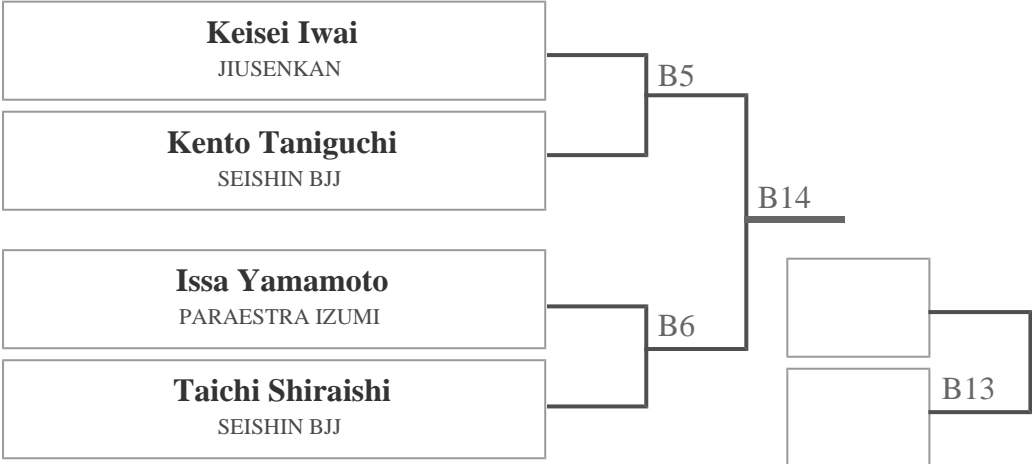 Keisei Iwai
JIUSENKAN
B5
Kento Taniguchi
SEISHIN BJJ
B14
Issa Yamamoto
PARAESTRA IZUMI
B6
Taichi Shiraishi
SEISHIN BJJ
B13